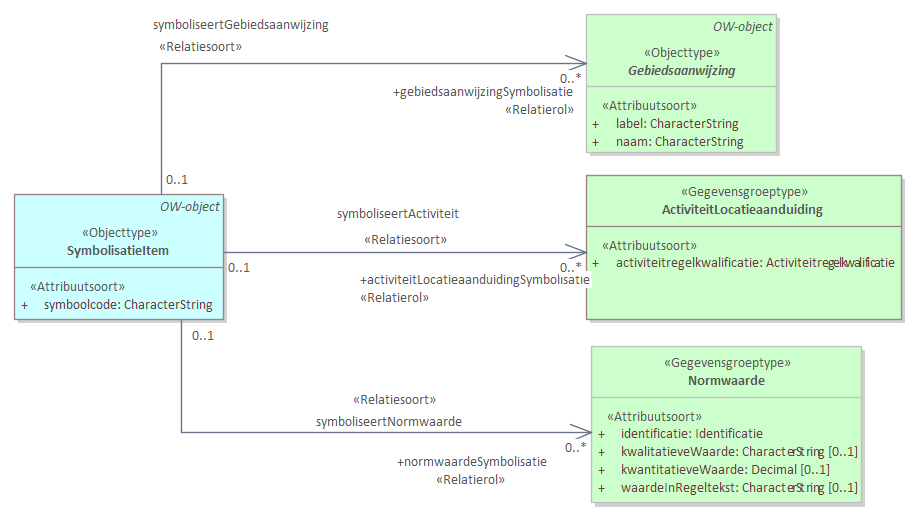 symboliseertGebiedsaanwijzing
«Relatiesoort»
0..*
+gebiedsaanwijzingSymbolisatie
«Relatierol»
0..1
OW-object
«Objecttype»
Gebiedsaanwijzing
«Attribuutsoort»
+ label: CharacterString
+ naam: CharacterString
OW-object
«Objecttype»
SymbolisatieItem
«Attribuutsoort»
+ symboolcode: CharacterString
symboliseertActiviteit
«Relatiesoort»
0..1
0..*
+activiteitLocatieaanduidingSymbolisatie
«Relatierol»
«Gegevensgroeptype»
ActiviteitLocatieaanduiding
«Attribuutsoort»
+ activiteitregelkwalificatie: Activiteitregelkwalificatie
0..1
«Relatiesoort»
symboliseertNormwaarde
0..*
+normwaardeSymbolisatie
«Relatierol»
«Gegevensgroeptype»
Normwaarde
«Attribuutsoort»
+ identificatie: Identificatie
+ kwalitatieveWaarde: CharacterString [0..1]
+ kwantitatieveWaarde: Decimal [0..1]
+ waardeInRegeltekst: CharacterString [0..1]